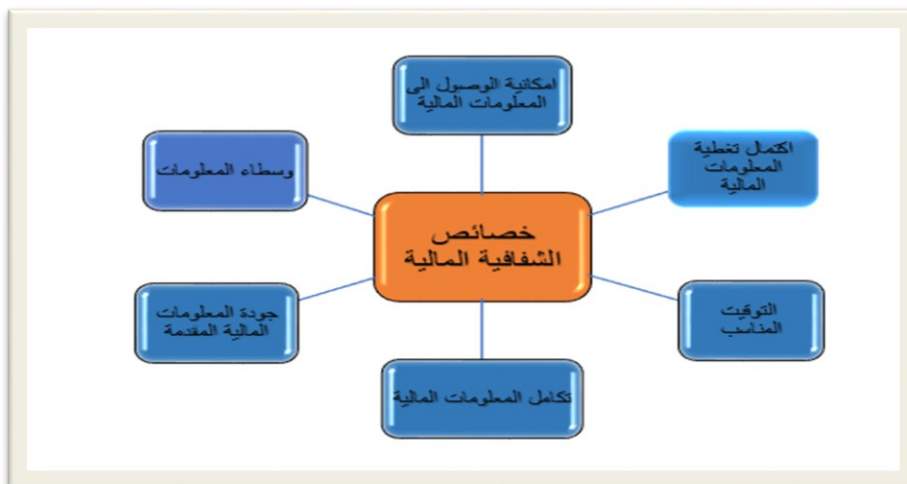 امكانية الوصول الى
المعلومات المالية
اكتمال تغطية
المعلومات
المالية
وسطاء المعلومات
خصائص
الشفافية المالية
التوقيت
المناسب
جودة المعلومات
المالية المقدمة
تكامل المعلومات المالية